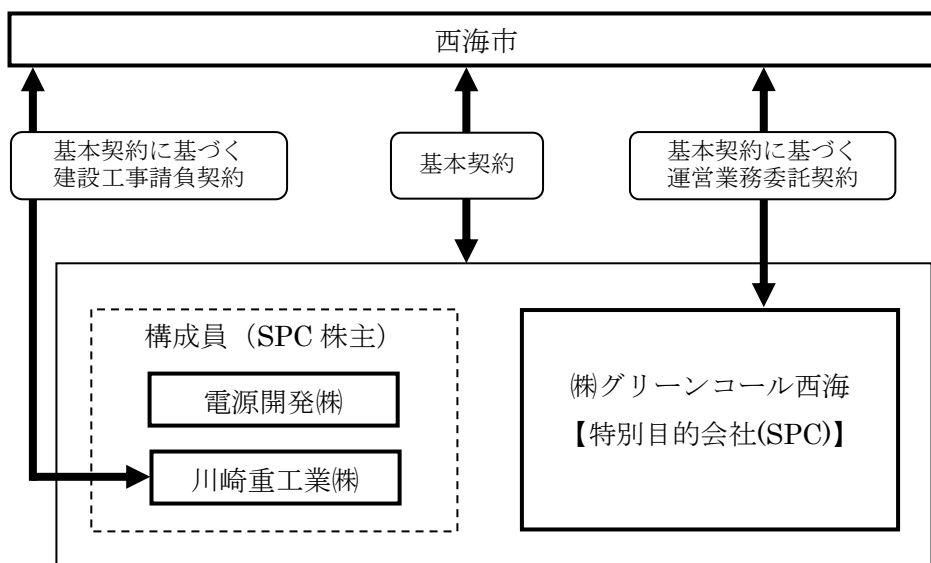 西海市
基本契約に基づく
建設工事請負契約
基本契約
基本契約に基づく
運営業務委託契約
構成員（SPC 株主）
電源開発㈱
川崎重工業㈱
㈱グリーンコール西海
【特別目的会社(SPC)】